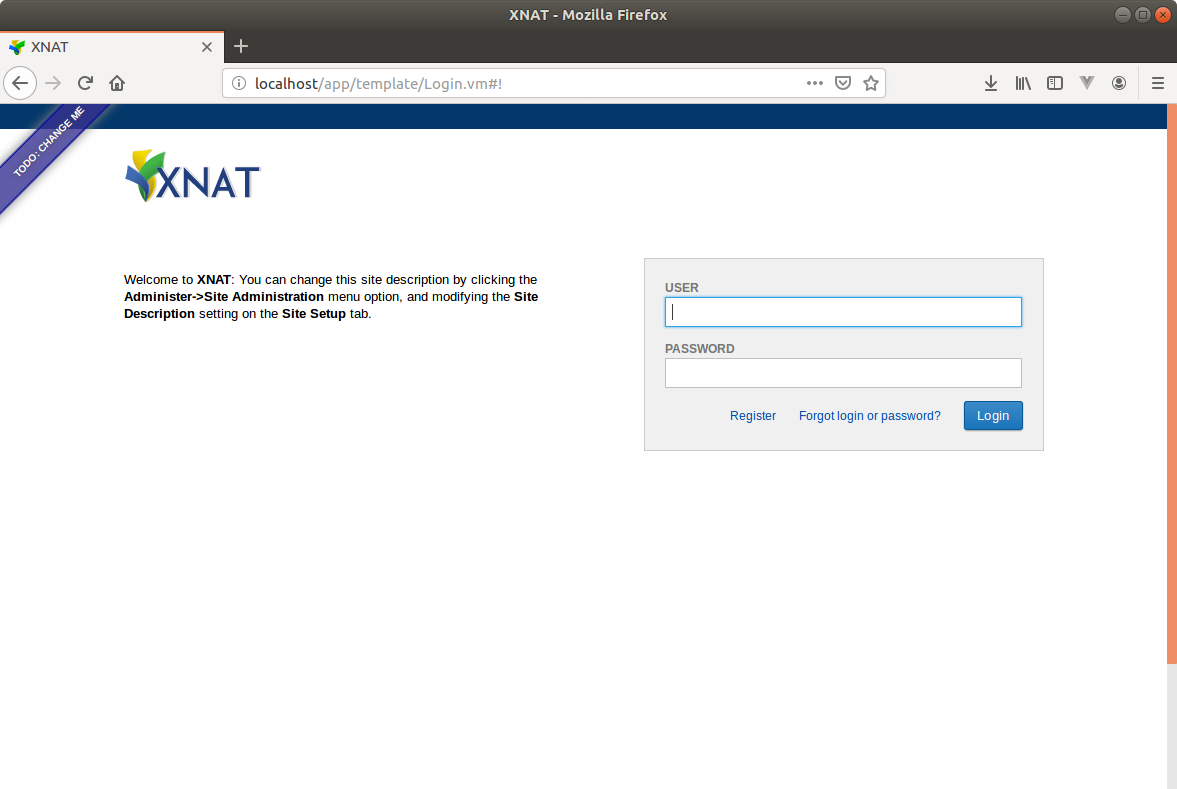 XNAT - Mozilla Firefox
XNAT
localhost/app/template/Login.vm#!
TODO: CHANGE ME
XNAT
Welcome to XNAT: You can change this site description by clicking the
Administer->Site Administration menu option, and modifying the Site
Description setting on the Site Setup tab.
USER
PASSWORD
Register Forgot login or password? Login